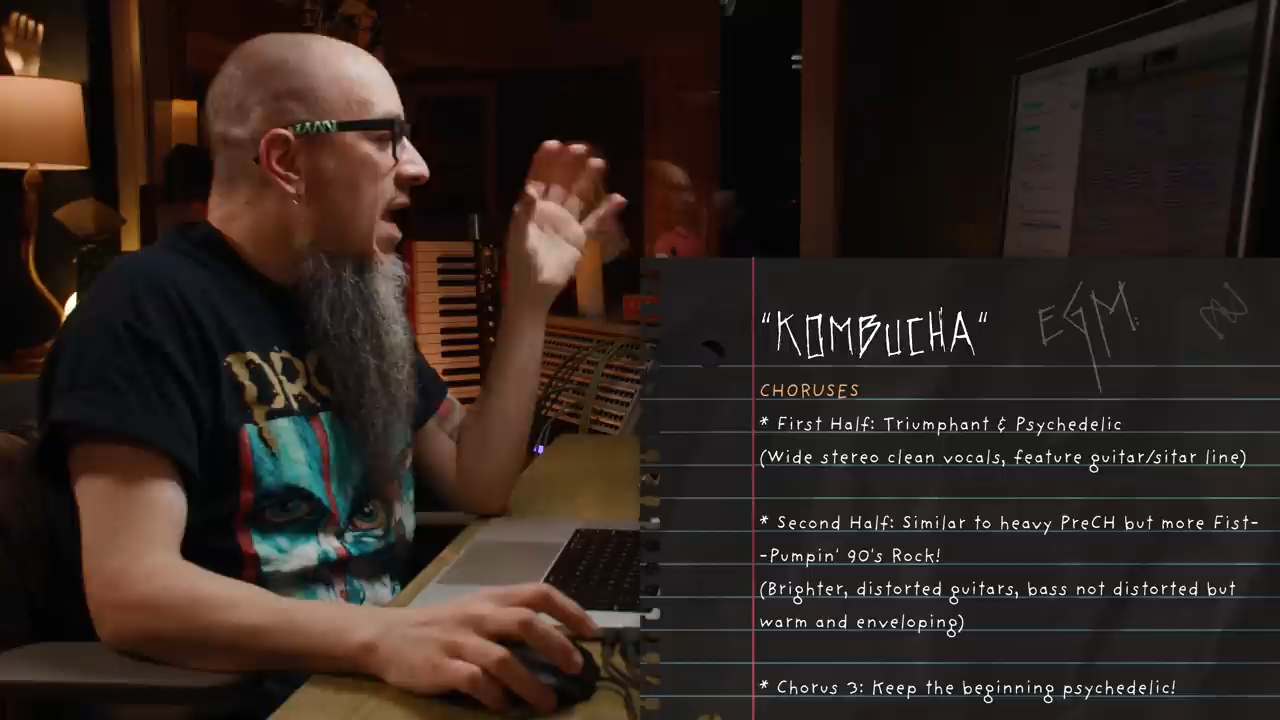 "KOMBUCHA"
EGM.
CHORUSES
* First Half: Triumphant & Psychedelic
(Wide stereo clean vocals, feature guitar/sitar line)
* Second Half: Similar to heavy PreCH but more Fist-
-Pumpin' 90's Rock!
(Brighter, distorted guitars, bass not distorted but
warm and enveloping)
* Chorus 3: Keep the beginning psychedelic!